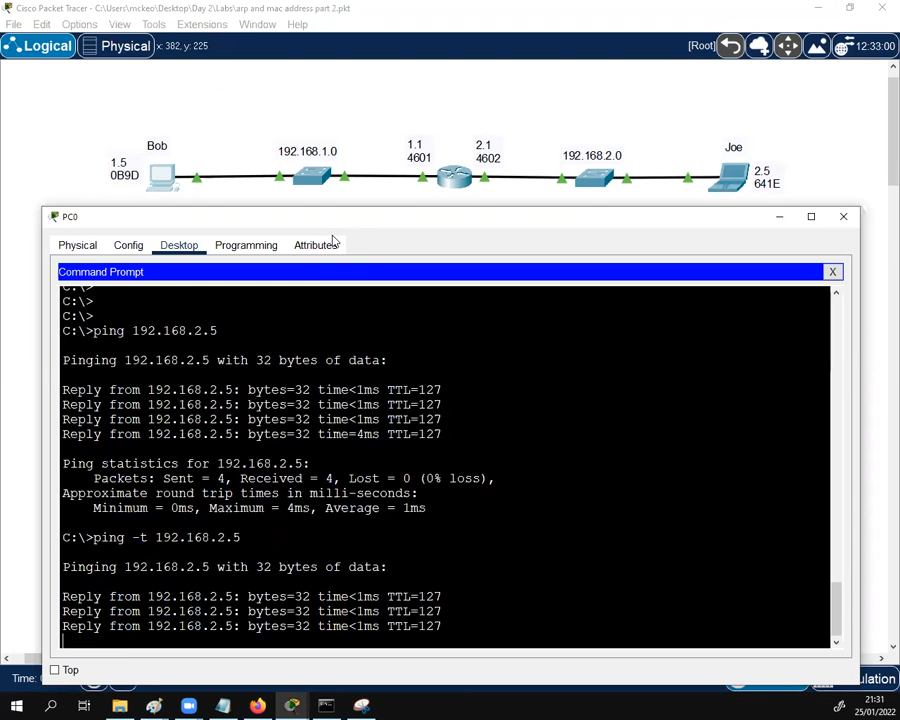 Cisco Packet Tracer - C:\Users\mckeo\Desktop\Day 2\Labs\arp and mac address part 2.pkt
File Edit Options View Tools Extensions Window Help
Logical Physical x: 382, y: 225 [Root] 12:33:00
Bob 192.168.1.0 1.1 2.1 192.168.2.0 Joe
1.5 4601 4602 2.5
0B9D 641E
PC0
Physical Config Desktop Programming Attributes
Command Prompt X
C:\>
C:\>
C:\>
C:\>ping 192.168.2.5
Pinging 192.168.2.5 with 32 bytes of data:
Reply from 192.168.2.5: bytes=32 time<1ms TTL=127
Reply from 192.168.2.5: bytes=32 time<1ms TTL=127
Reply from 192.168.2.5: bytes=32 time<1ms TTL=127
Reply from 192.168.2.5: bytes=32 time=4ms TTL=127
Ping statistics for 192.168.2.5:
Packets: Sent = 4, Received = 4, Lost = 0 (0% loss),
Approximate round trip times in milli-seconds:
Minimum = 0ms, Maximum = 4ms, Average = 1ms
C:\>ping -t 192.168.2.5
Pinging 192.168.2.5 with 32 bytes of data:
Reply from 192.168.2.5: bytes=32 time<1ms TTL=127
Reply from 192.168.2.5: bytes=32 time<1ms TTL=127
Reply from 192.168.2.5: bytes=32 time<1ms TTL=127
Top
Time: ulation
21:31
25/01/2022